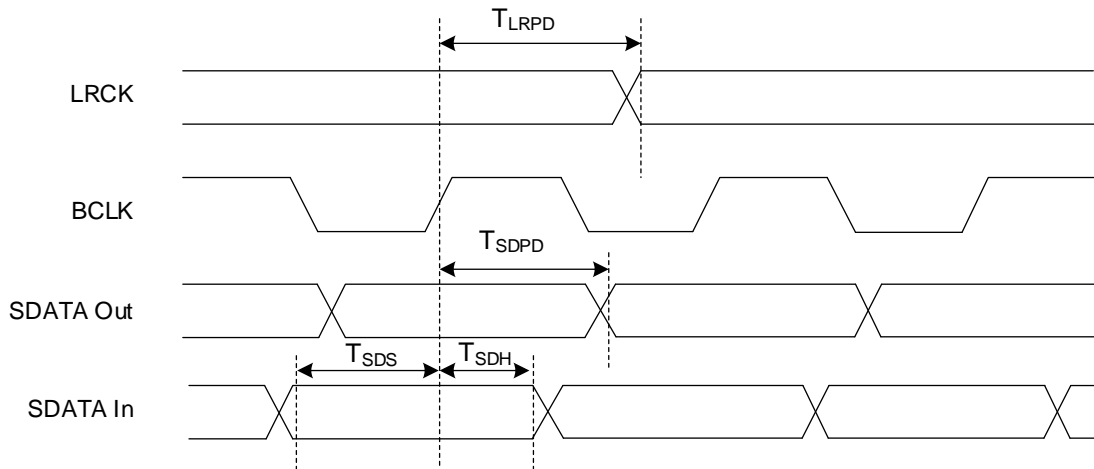 TLRPD
LRCK
BCLK
TSDPD
SDATA Out
TSDS TSDH
SDATA In